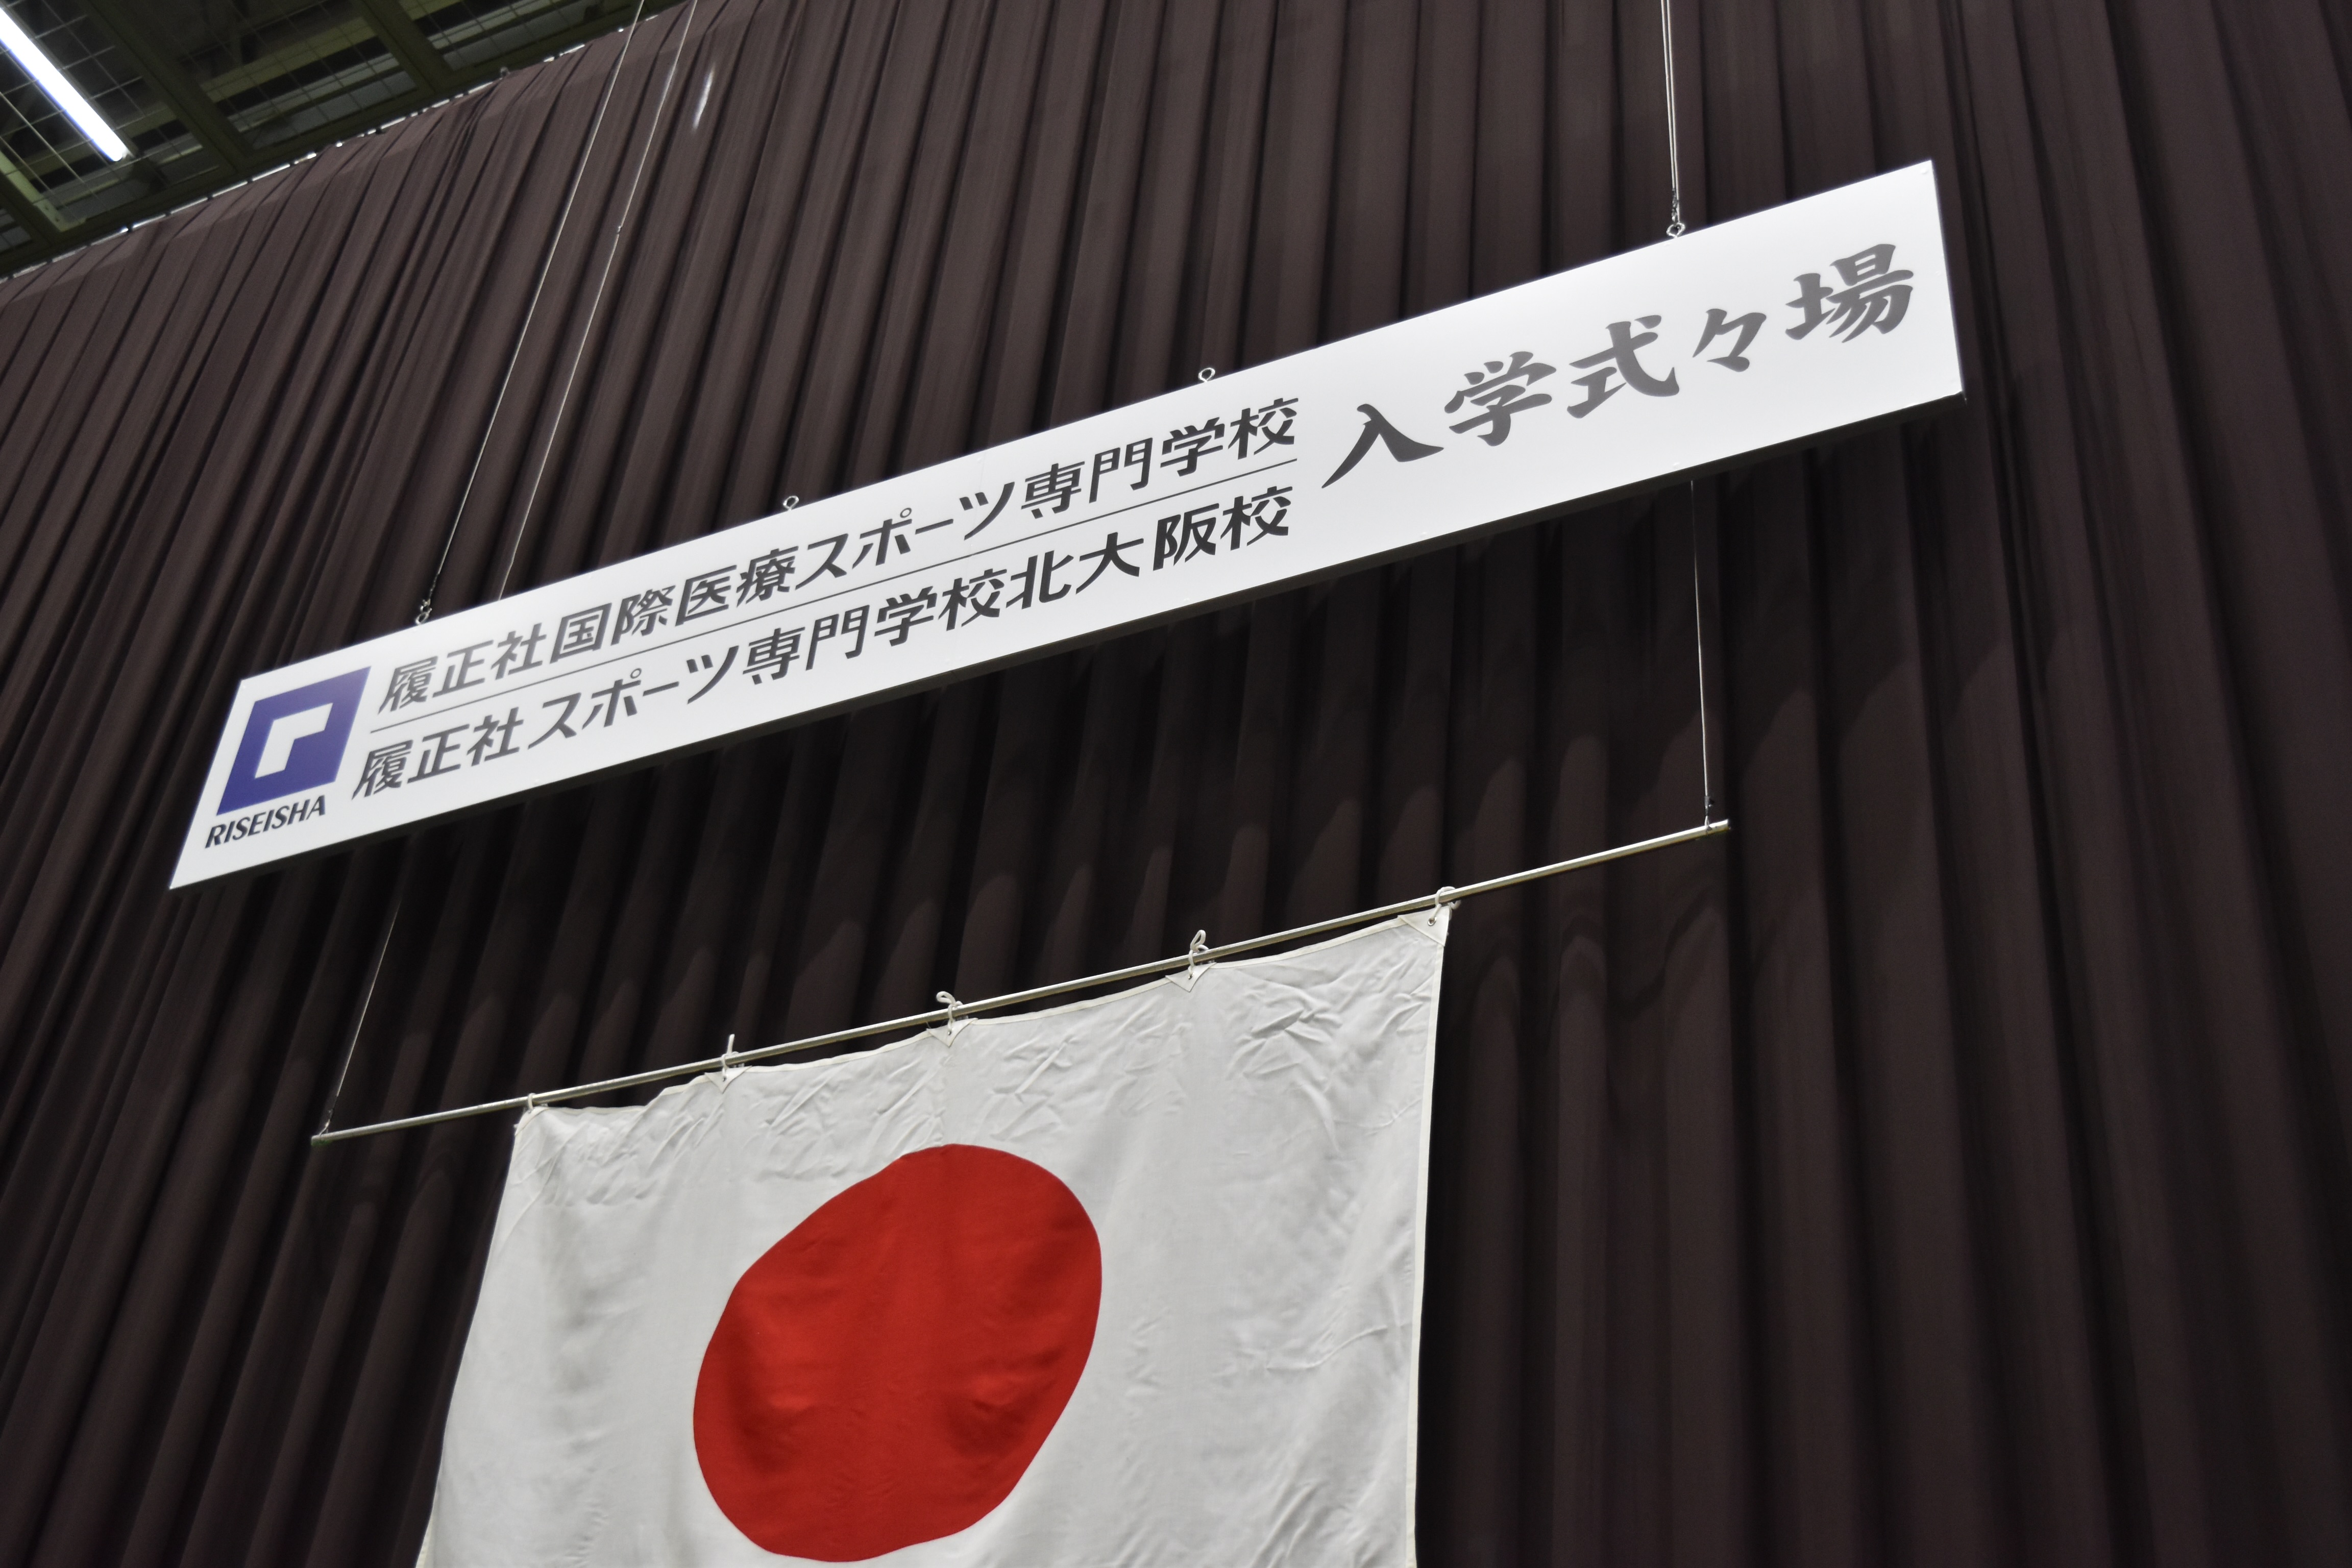 履正社国際医療スポーツ専門学校
履正社スポーツ専門学校北大阪校
入学式々場
RISEISHA